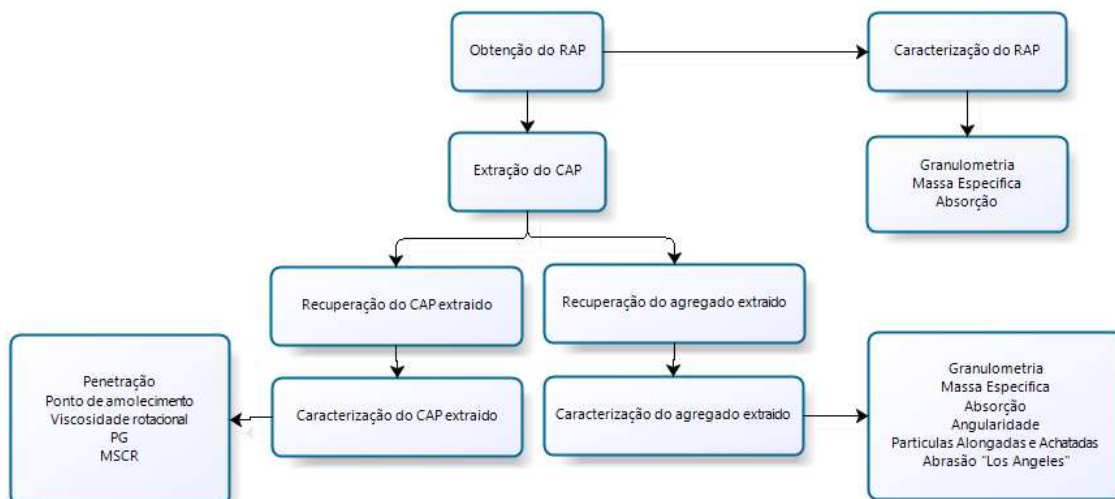 Obtenção do RAP
Caracterização do RAP
Extração do CAP
Granulometria
Massa Especifica
Absorção
Recuperação do CAP extraido
Recuperação do agregado extraido
Penetração
Ponto de amolecimento
Viscosidade rotacional
PG
MSCR
Caracterização do CAP extraido
Caracterização do agregado extraido
Granulometria
Massa Especifica
Absorção
Angularidade
Particulas Alongadas e Achatadas
Abrasão "Los Angeles"